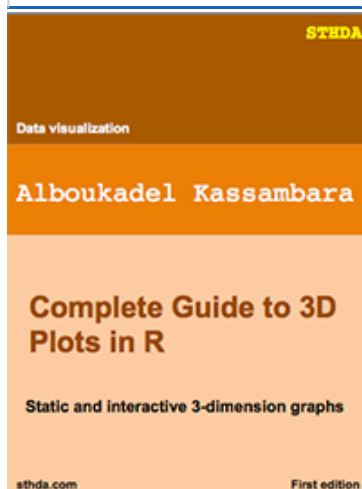 STHDA
Data visualization
Alboukadel Kassambara
Complete Guide to 3D
Plots in R
Static and interactive 3-dimension graphs
sthda.com First edition